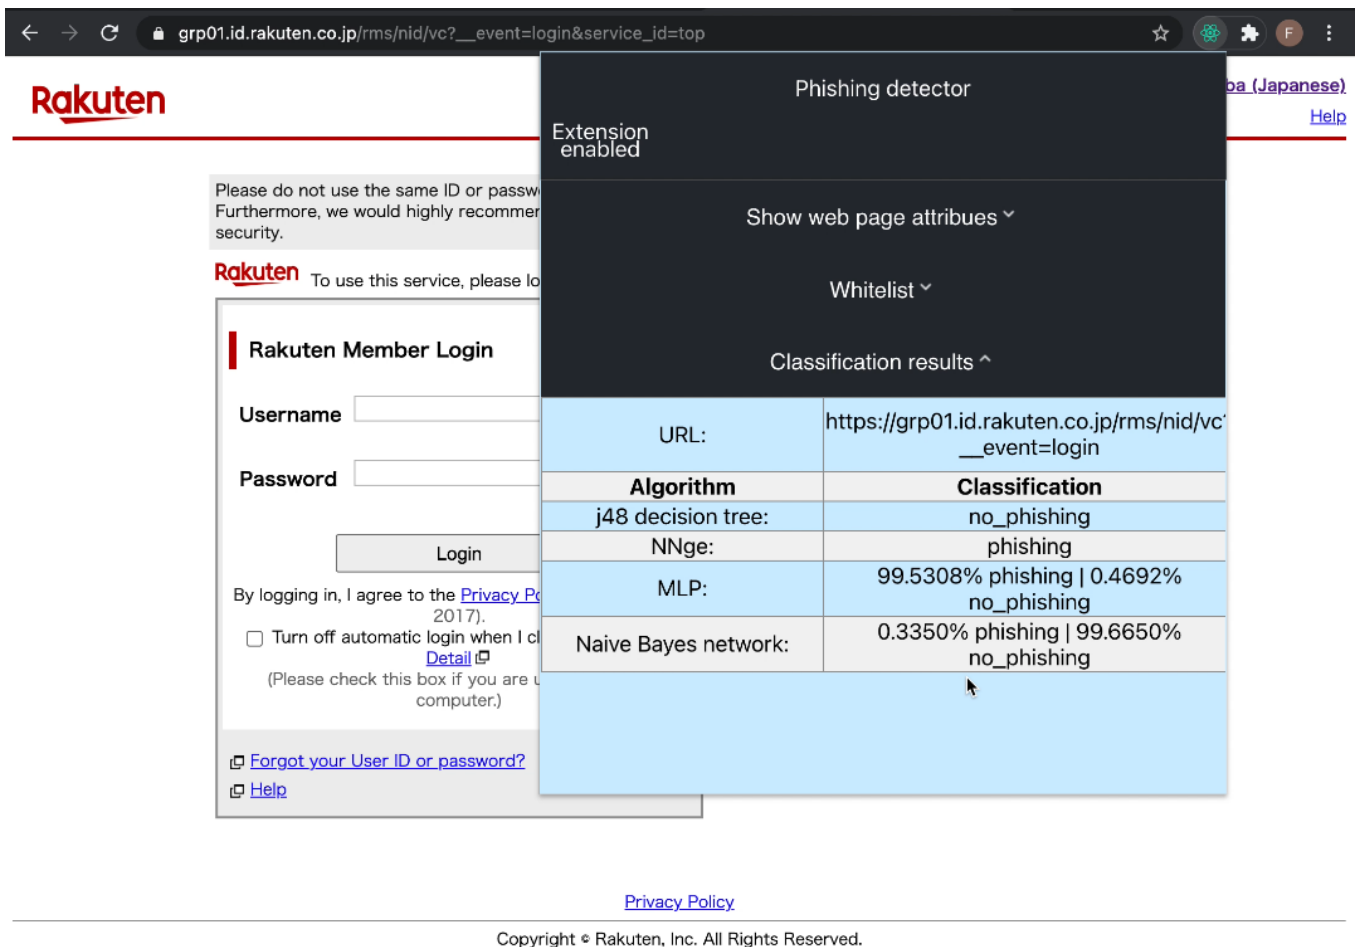 grp01.id.rakuten.co.jp/rms/nid/vc?__event=login&service_id=top
F
Rakuten
ba (Japanese)
Help
Please do not use the same ID or passw
Furthermore, we would highly recommer
security.
Rakuten To use this service, please lo
Rakuten Member Login
Username
Password
Login
By logging in, I agree to the Privacy Po
2017).
Turn off automatic login when I cl
Detail
(Please check this box if you are u
computer.)
Forgot your User ID or password?
Help
Phishing detector
Extension
enabled
Show web page attribues
Whitelist
Classification results
URL:
https://grp01.id.rakuten.co.jp/rms/nid/vc?
__event=login
Algorithm Classification
j48 decision tree: no_phishing
NNge: phishing
MLP: 99.5308% phishing | 0.4692%
no_phishing
Naive Bayes network: 0.3350% phishing | 99.6650%
no_phishing
Privacy Policy
Copyright © Rakuten, Inc. All Rights Reserved.